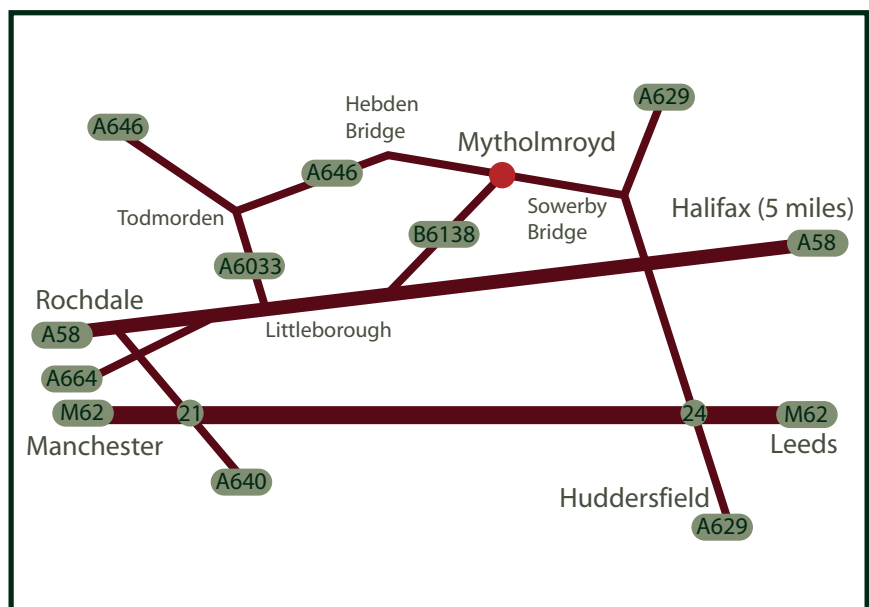 A629
Hebden
Bridge
A646
Mytholmroyd
A646
Sowerby
Bridge
Halifax (5 miles)
Todmorden
B6138
A58
A6033
Rochdale
Littleborough
A58
A664
M62
21
24
M62
Manchester
Leeds
A640
Huddersfield
A629